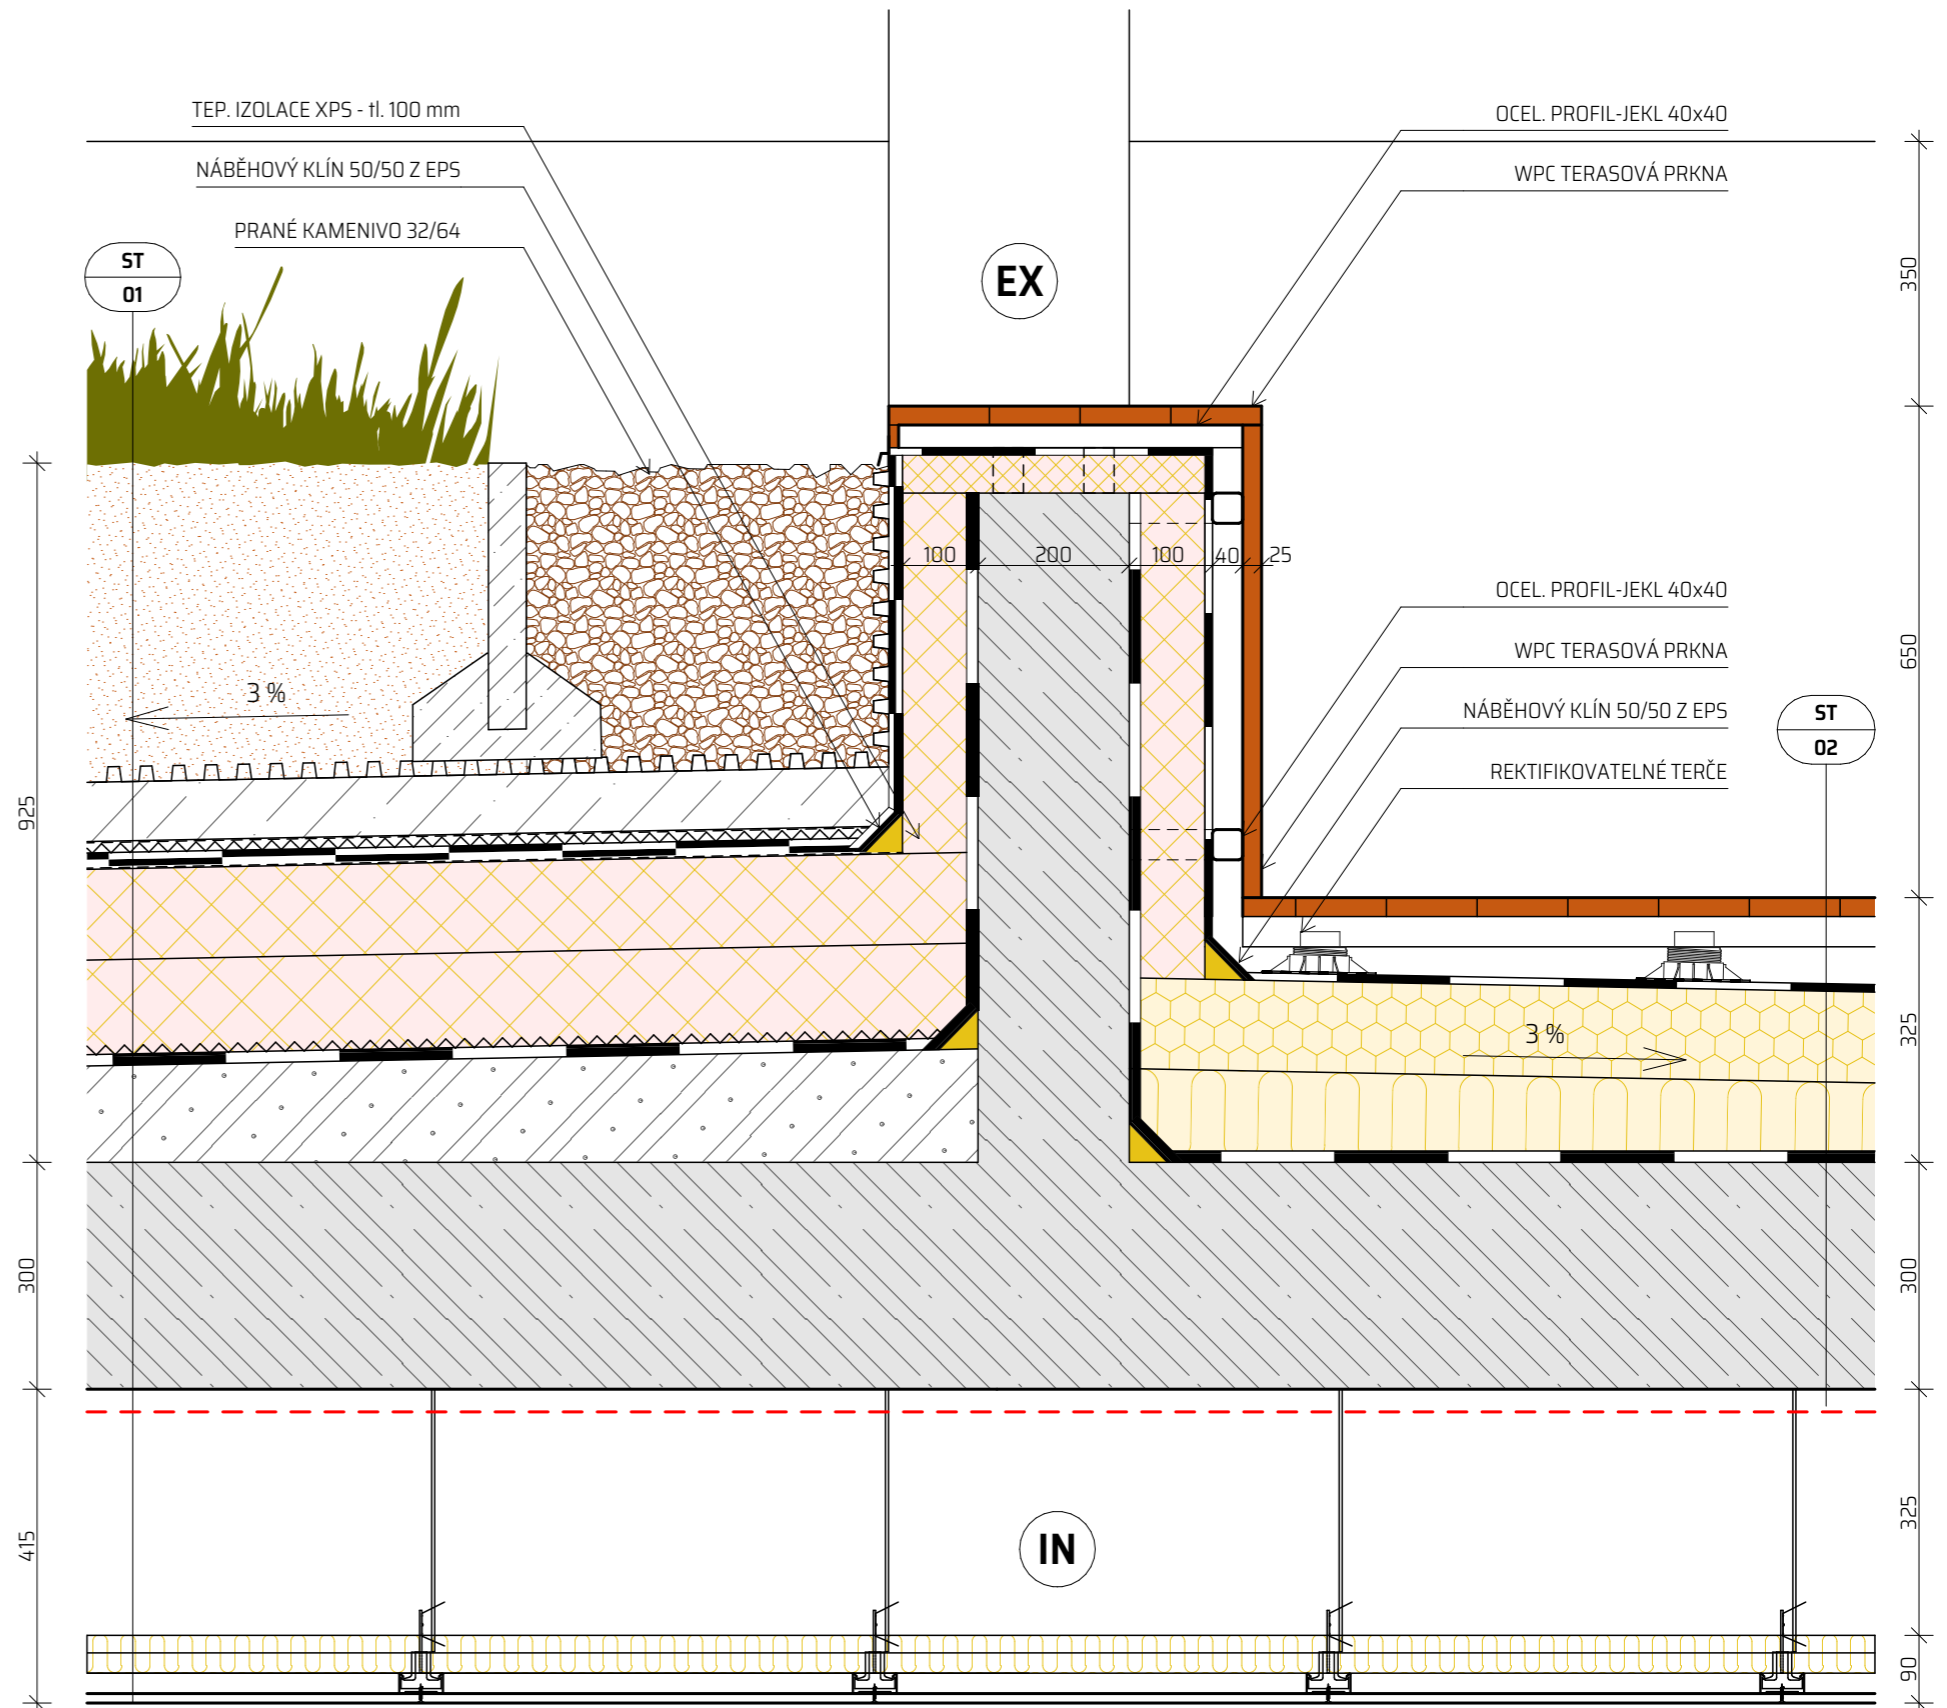 TEP. IZOLACE XPS - tl. 100 mm
NÁBĚHOVÝ KLÍN 50/50 Z EPS
PRANÉ KAMENIVO 32/64
ST
01
EX
OCEL. PROFIL-JEKL 40x40
WPC TERASOVÁ PRKNA
350
100
200
100
40
25
OCEL. PROFIL-JEKL 40x40
WPC TERASOVÁ PRKNA
NÁBĚHOVÝ KLÍN 50/50 Z EPS
REKTIFIKOVATELNÉ TERČE
ST
02
650
3 %
925
3 %
325
300
300
IN
415
325
90